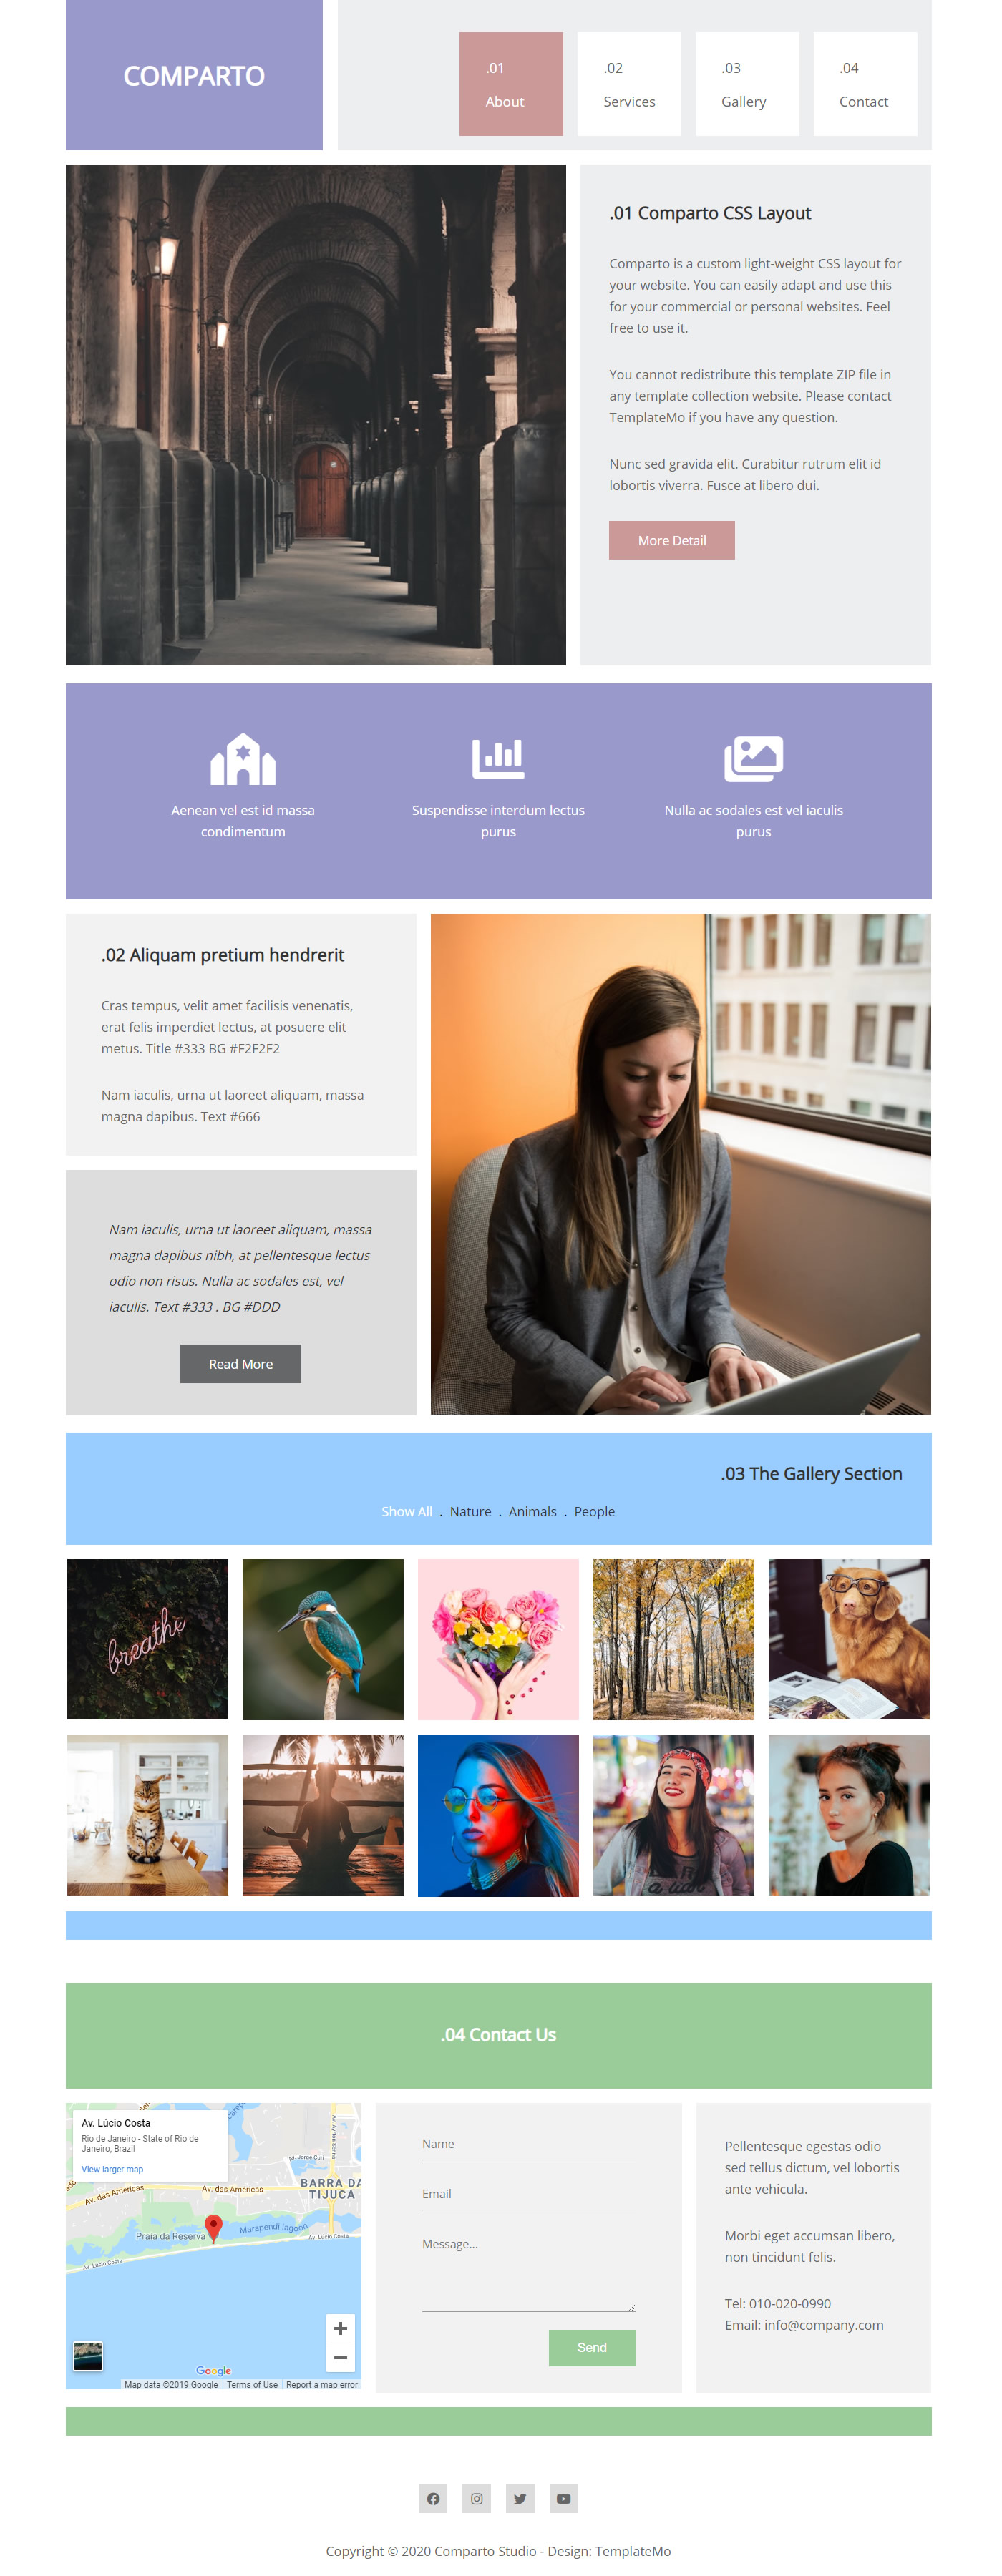 COMPARTO
.01
About
.02
Services
.03
Gallery
.04
Contact
.01 Comparto CSS Layout
Comparto is a custom light-weight CSS layout for
your website. You can easily adapt and use this
for your commercial or personal websites. Feel
free to use it.
You cannot redistribute this template ZIP file in
any template collection website. Please contact
TemplateMo if you have any question.
Nunc sed gravida elit. Curabitur rutrum elit id
lobortis viverra. Fusce at libero dui.
More Detail
Aenean vel est id massa
condimentum
Suspendisse interdum lectus
purus
Nulla ac sodales est vel iaculis
purus
.02 Aliquam pretium hendrerit
Cras tempus, velit amet facilisis venenatis,
erat felis imperdiet lectus, at posuere elit
metus. Title #333 BG #F2F2F2
Nam iaculis, urna ut laoreet aliquam, massa
magna dapibus. Text #666
Nam iaculis, urna ut laoreet aliquam, massa
magna dapibus nibh, at pellentesque lectus
odio non risus. Nulla ac sodales est, vel
iaculis. Text #333 . BG #DDD
Read More
.03 The Gallery Section
Show All . Nature . Animals . People
breathe
.04 Contact Us
Av. Lúcio Costa
Rio de Janeiro - State of Rio de
Janeiro, Brazil
View larger map
Av. Ayrton Senna
Av. das Américas
Av. das Américas
BARRA DA
TIJUCA
Praia da Reserva
Marapendi lagoon
Av. Lúcio Costa
Av. Lúcio Costa
Google
Map data ©2019 Google
Terms of Use
Report a map error
Name
Email
Message...
Send
Pellentesque egestas odio
sed tellus dictum, vel lobortis
ante vehicula.
Morbi eget accumsan libero,
non tincidunt felis.
Tel: 010-020-0990
Email: info@company.com
Copyright © 2020 Comparto Studio - Design: TemplateMo